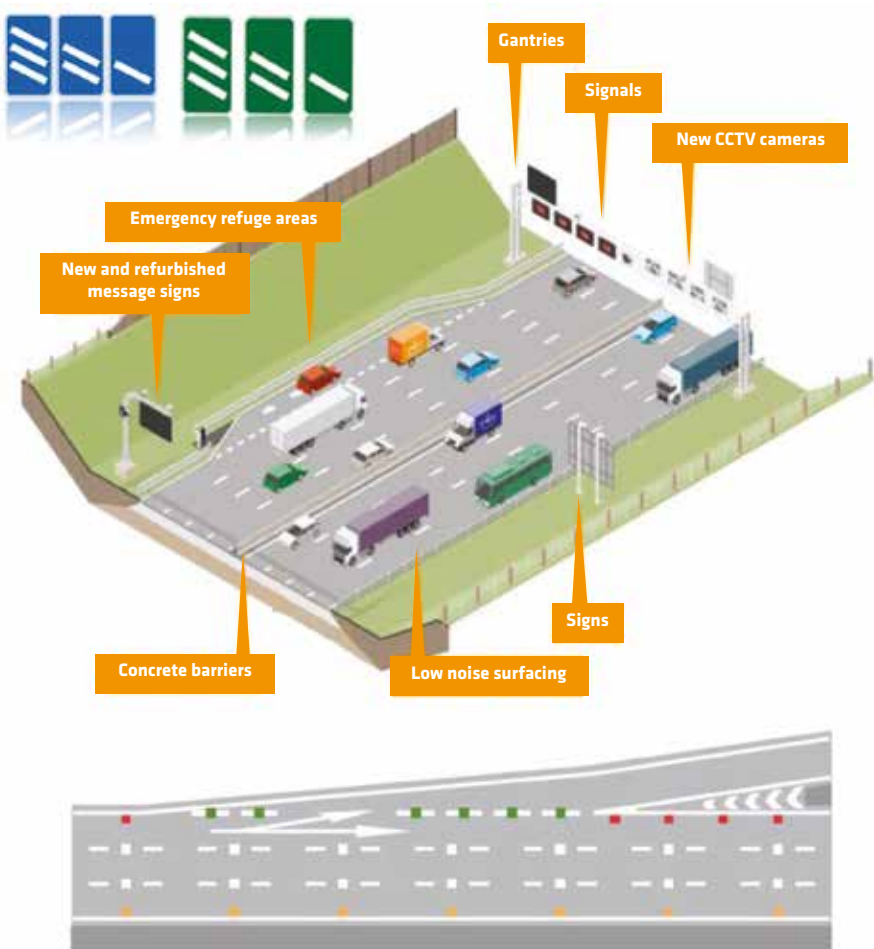 Gantries
Signals
New CCTV cameras
Emergency refuge areas
New and refurbished
message signs
Signs
Concrete barriers
Low noise surfacing